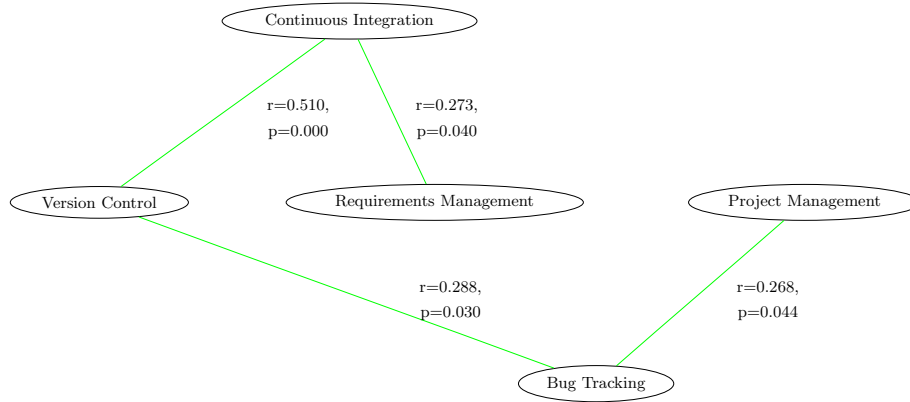 Continuous Integration
r=0.510,
p=0.000
r=0.273,
p=0.040
Version Control
Requirements Management
Project Management
r=0.288,
p=0.030
r=0.268,
p=0.044
Bug Tracking